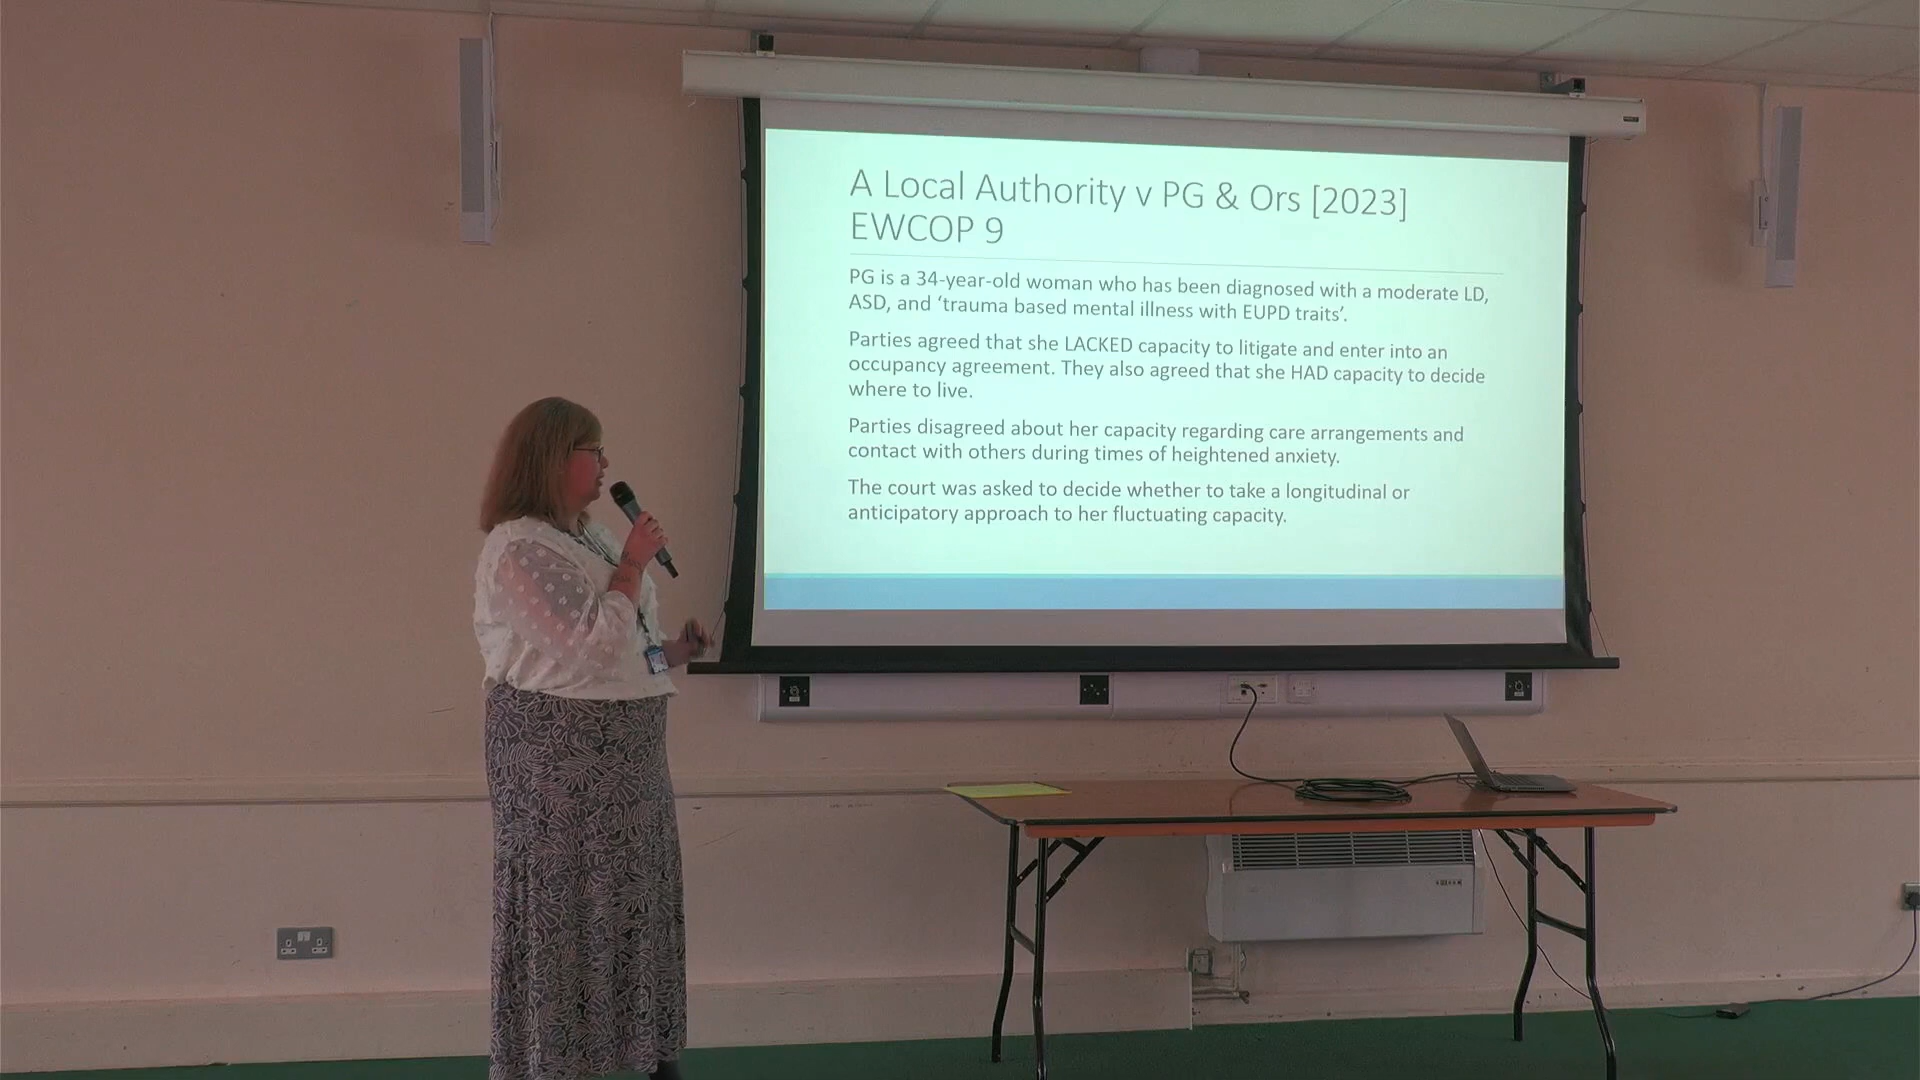 A Local Authority v PG & Ors [2023]
EWCOP 9
PG is a 34-year-old woman who has been diagnosed with a moderate LD,
ASD, and ‘trauma based mental illness with EUPD traits’.
Parties agreed that she LACKED capacity to litigate and enter into an
occupancy agreement. They also agreed that she HAD capacity to decide
where to live.
Parties disagreed about her capacity regarding care arrangements and
contact with others during times of heightened anxiety.
The court was asked to decide whether to take a longitudinal or
anticipatory approach to her fluctuating capacity.